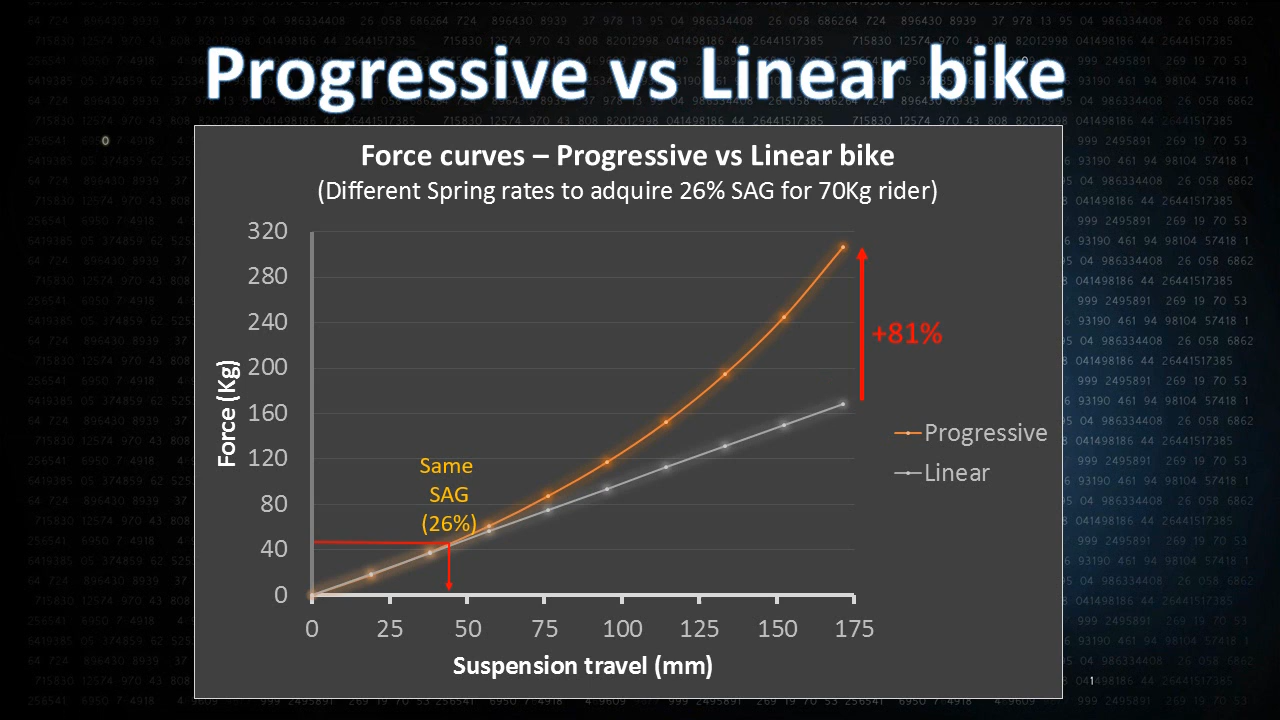 Progressive vs Linear bike
Force curves – Progressive vs Linear bike
(Different Spring rates to adquire 26% SAG for 70Kg rider)
320
280
240
200
160
120
80
40
0
Force (Kg)
Same
SAG
(26%)
+81%
Progressive
Linear
0 25 50 75 100 125 150 175
Suspension travel (mm)
1